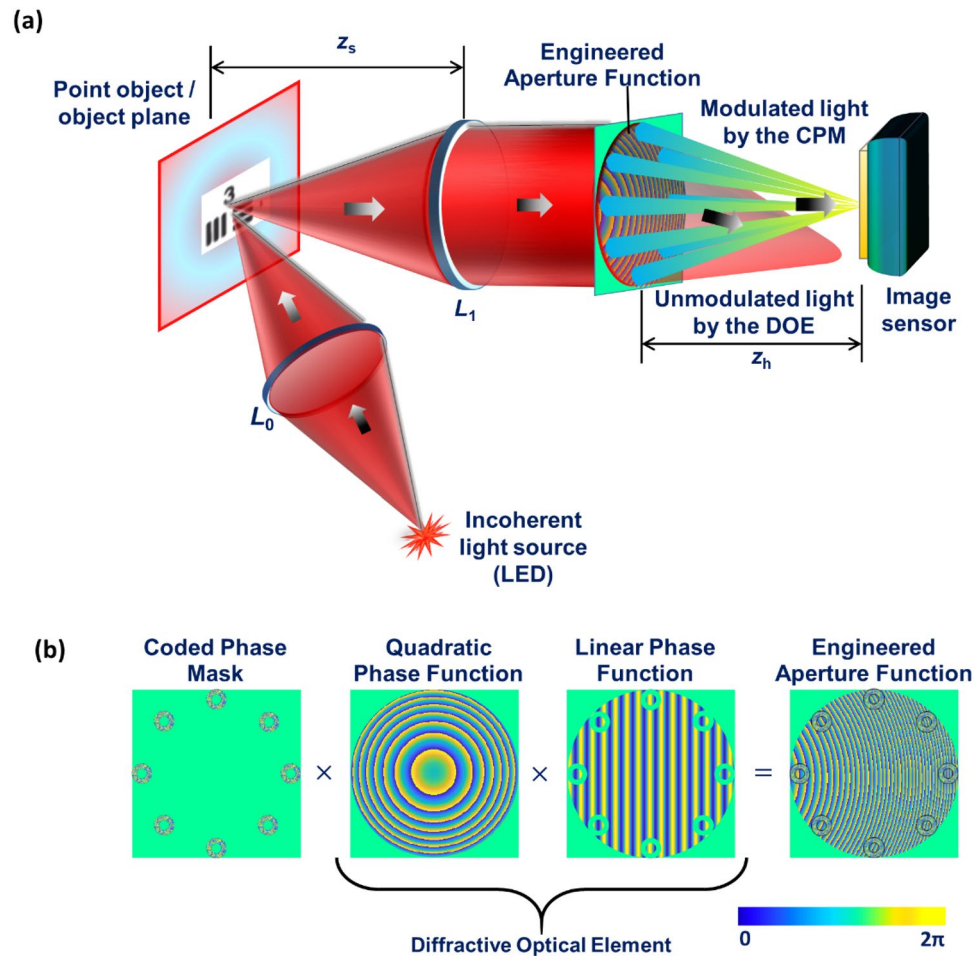 (a)
z_s
Point object /
object plane
Engineered
Aperture Function
Modulated light
by the CPM
3
L_1
L_0
Unmodulated light
by the DOE
z_h
Image
sensor
Incoherent
light source
(LED)
(b)
Coded Phase
Mask
Quadratic
Phase Function
Linear Phase
Function
Engineered
Aperture Function
× × =
Diffractive Optical Element
0 2π